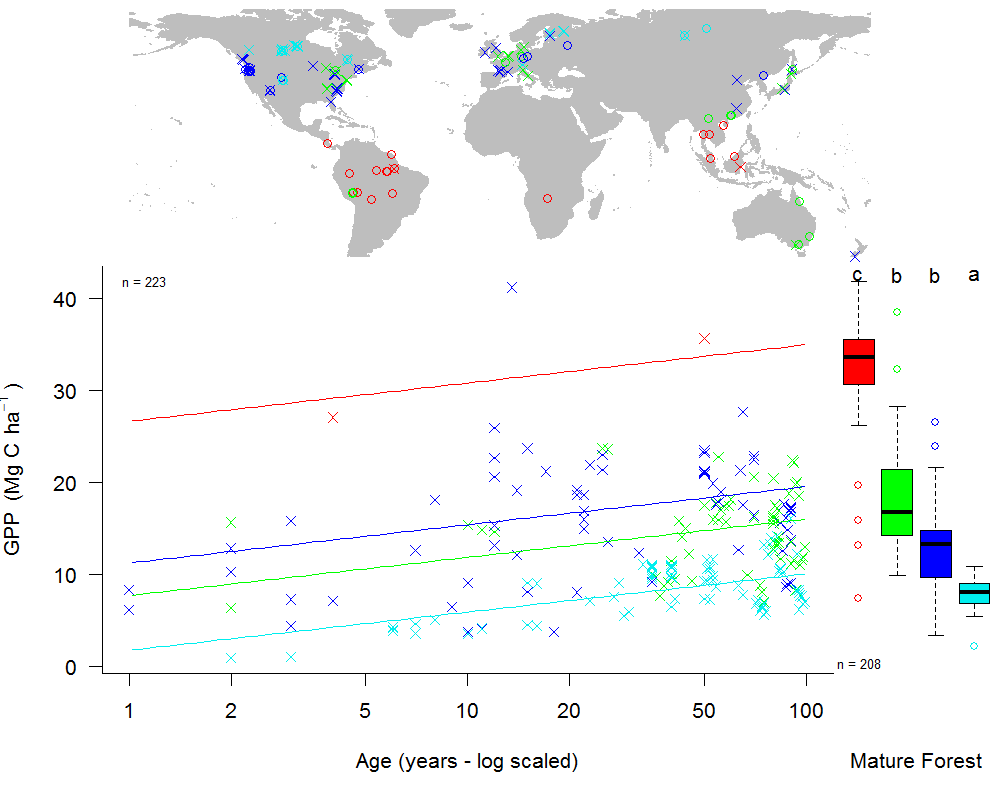 n = 223
c b b a
40
30
20
10
0
GPP (Mg C ha⁻¹)
n = 208
1 2 5 10 20 50 100
Age (years - log scaled)
Mature Forest